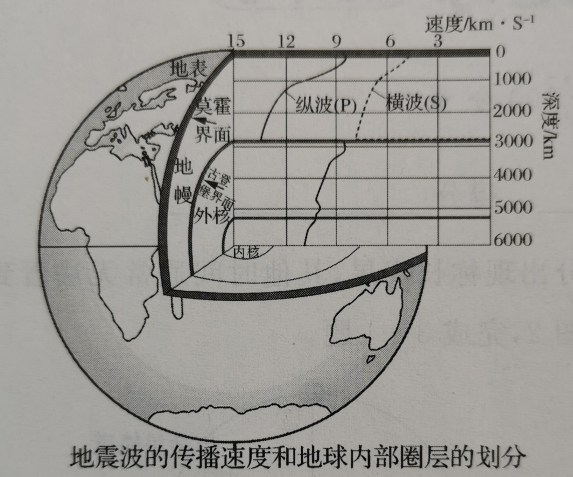 速度/km·S⁻¹
15 12 9 6 3
0
1000
2000
3000
4000
5000
6000
深度/km
地表
莫霍
界面
纵波(P)
横波(S)
地幔
古登
堡界面
外核
内核
地震波的传播速度和地球内部圈层的划分